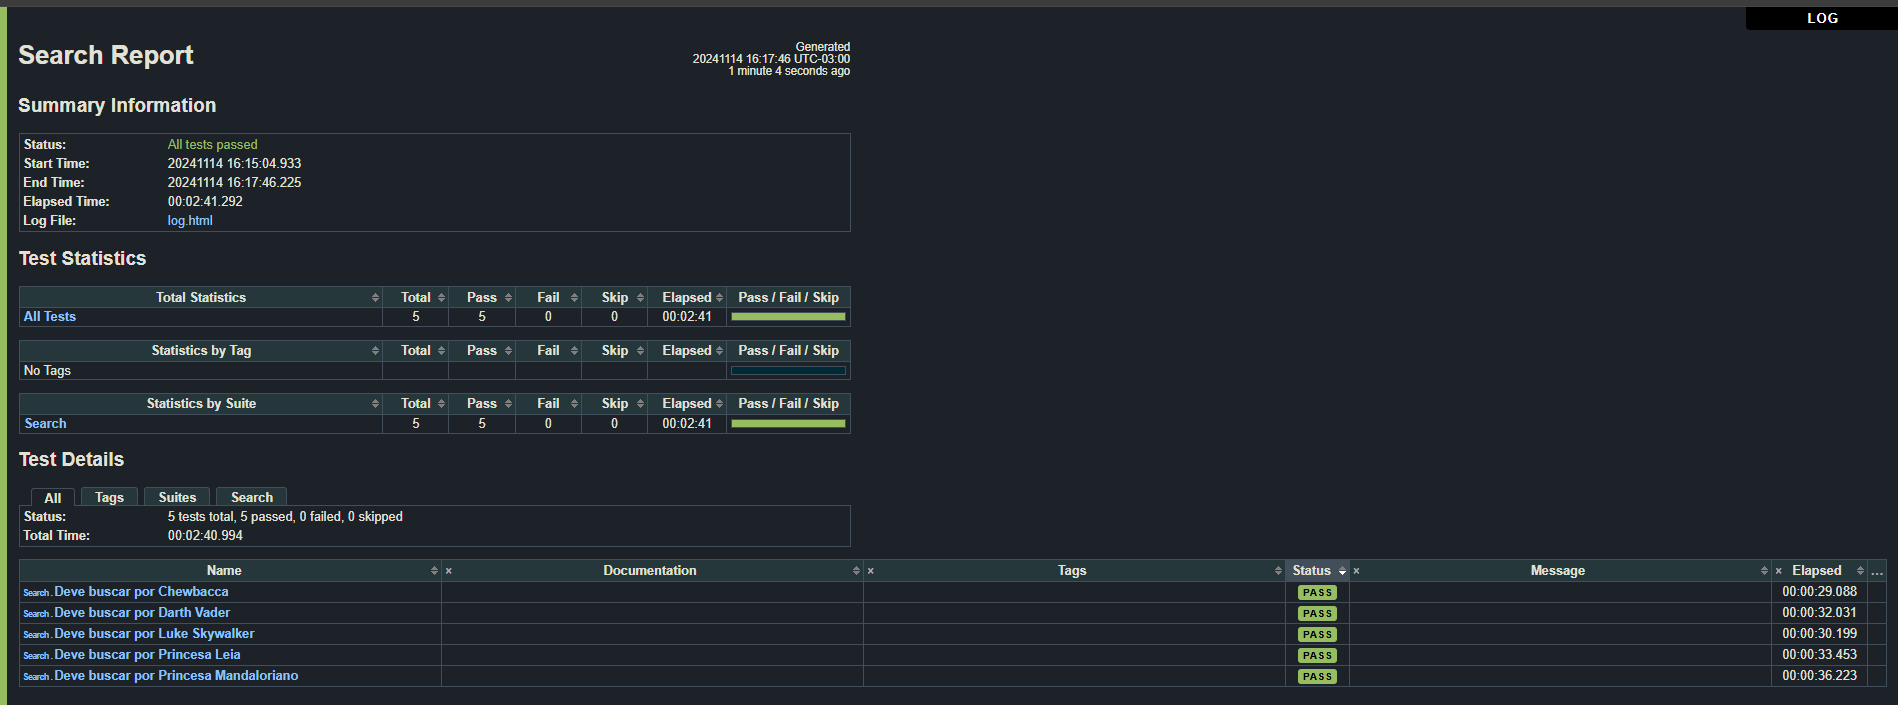 LOG
Search Report
Generated
20241114 16:17:46 UTC-03:00
1 minute 4 seconds ago
Summary Information
Status: All tests passed
Start Time: 20241114 16:15:04.933
End Time: 20241114 16:17:46.225
Elapsed Time: 00:02:41.292
Log File: log.html
Test Statistics
Total Statistics Total Pass Fail Skip Elapsed Pass / Fail / Skip
All Tests 5 5 0 0 00:02:41
Statistics by Tag Total Pass Fail Skip Elapsed Pass / Fail / Skip
No Tags
Statistics by Suite Total Pass Fail Skip Elapsed Pass / Fail / Skip
Search 5 5 0 0 00:02:41
Test Details
All Tags Suites Search
Status: 5 tests total, 5 passed, 0 failed, 0 skipped
Total Time: 00:02:40.994
Name × Documentation × Tags Status × Message × Elapsed ...
Search . Deve buscar por Chewbacca PASS 00:00:29.088
Search . Deve buscar por Darth Vader PASS 00:00:32.031
Search . Deve buscar por Luke Skywalker PASS 00:00:30.199
Search . Deve buscar por Princesa Leia PASS 00:00:33.453
Search . Deve buscar por Princesa Mandaloriano PASS 00:00:36.223